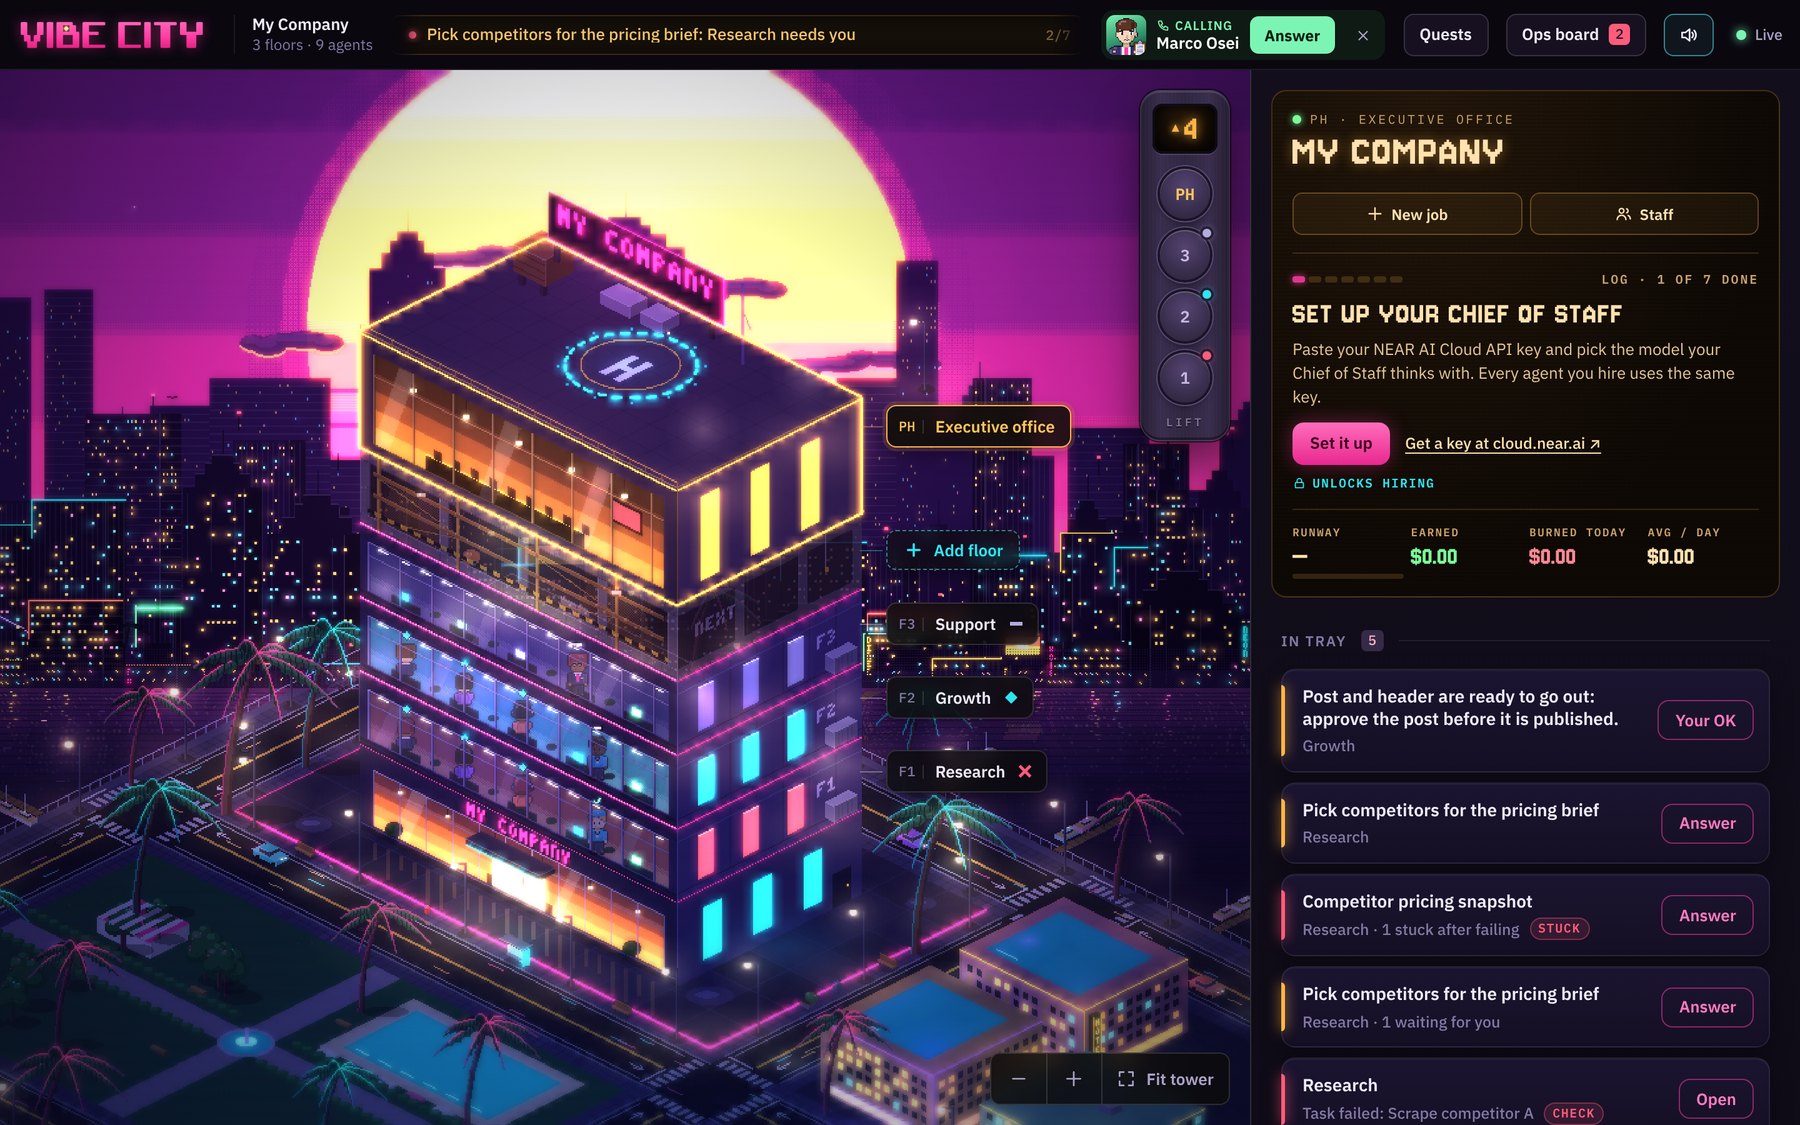 VIBE CITY
My Company
3 floors · 9 agents
Pick competitors for the pricing brief: Research needs you
2/7
CALLING
Marco Osei
Answer
Quests
Ops board 2
Live
4
PH
3
2
1
LIFT
MY COMPANY
H
PH Executive office
+ Add floor
NEXT
F3 Support
F2 Growth
F1 Research
F3
F2
F1
MY COMPANY
− + Fit tower
PH · EXECUTIVE OFFICE
MY COMPANY
+ New job
Staff
LOG · 1 OF 7 DONE
SET UP YOUR CHIEF OF STAFF
Paste your NEAR AI Cloud API key and pick the model your
Chief of Staff thinks with. Every agent you hire uses the same
key.
Set it up
Get a key at cloud.near.ai ↗
UNLOCKS HIRING
RUNWAY EARNED BURNED TODAY AVG / DAY
— $0.00 $0.00 $0.00
IN TRAY 5
Post and header are ready to go out:
approve the post before it is published.
Growth
Your OK
Pick competitors for the pricing brief
Research
Answer
Competitor pricing snapshot
Research · 1 stuck after failing STUCK
Answer
Pick competitors for the pricing brief
Research · 1 waiting for you
Answer
Research
Task failed: Scrape competitor A CHECK
Open